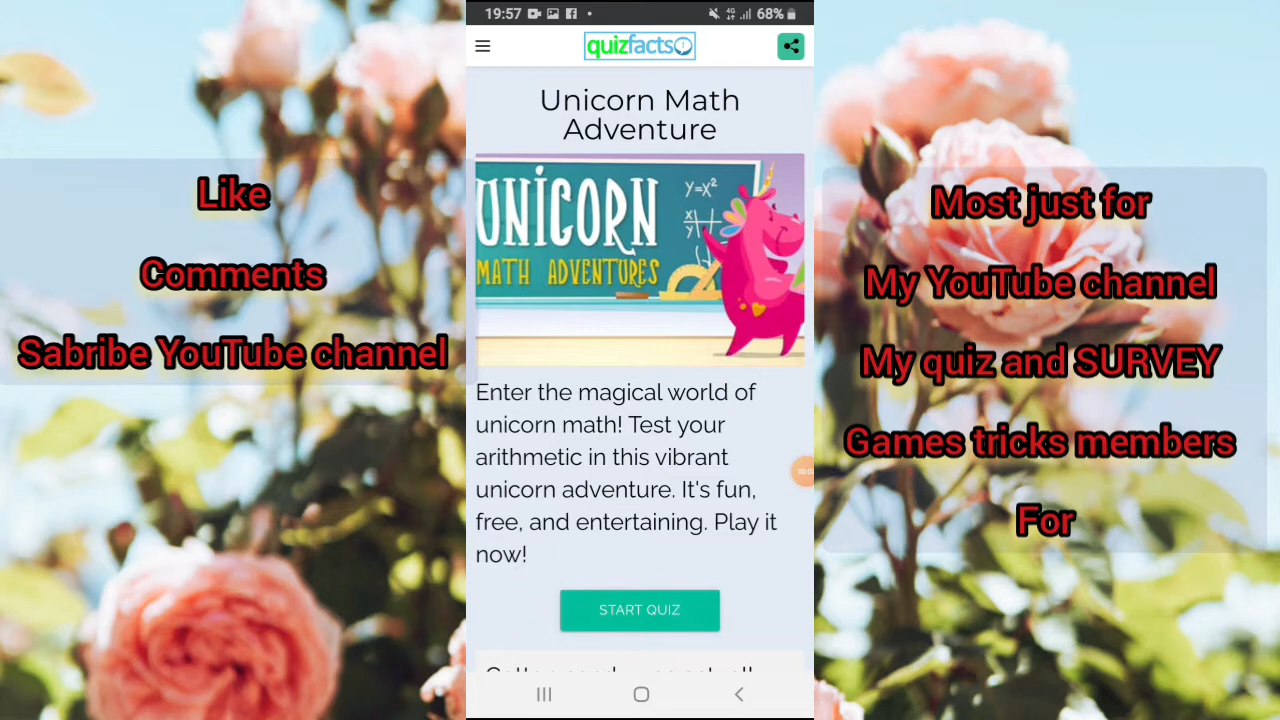 Like
Comments
Sabribe YouTube channel
19:57
4G
68%
quizfacts
Unicorn Math
Adventure
UNICORN
MATH ADVENTURES
Y=X²
X
Y
Enter the magical world of
unicorn math! Test your
arithmetic in this vibrant
unicorn adventure. It's fun,
free, and entertaining. Play it
now!
START QUIZ
Most just for
My YouTube channel
My quiz and SURVEY
Games tricks members
For